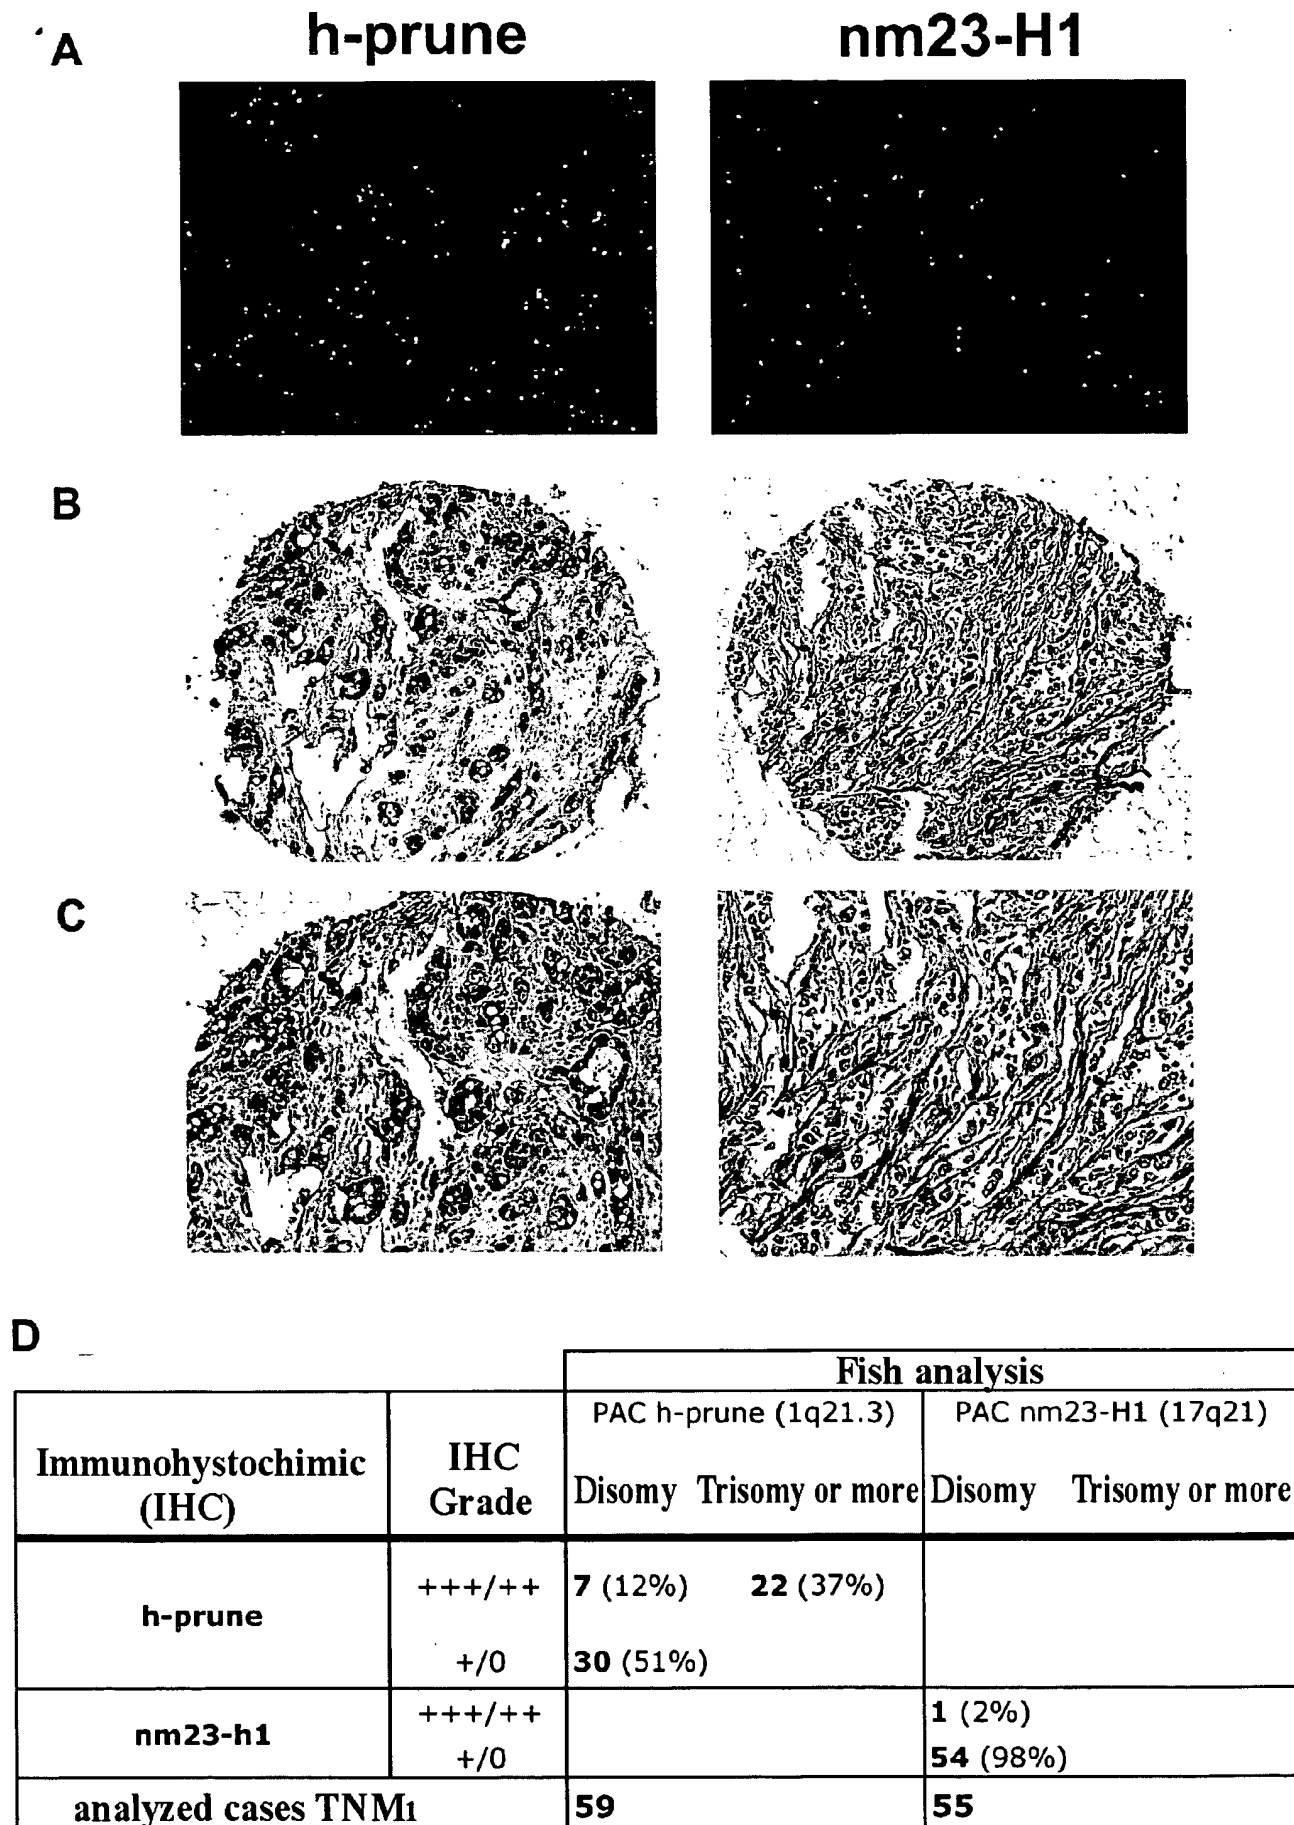 A
h-prune
nm23-H1
B
C
D
Fish analysis
PAC h-prune (1q21.3)
PAC nm23-H1 (17q21)
Immunohystochimic
(IHC)
IHC
Grade
Disomy
Trisomy or more
Disomy
Trisomy or more
h-prune
+++/++
7 (12%)
22 (37%)
+/0
30 (51%)
nm23-h1
+++/++
1 (2%)
+/0
54 (98%)
analyzed cases TNM1
59
55